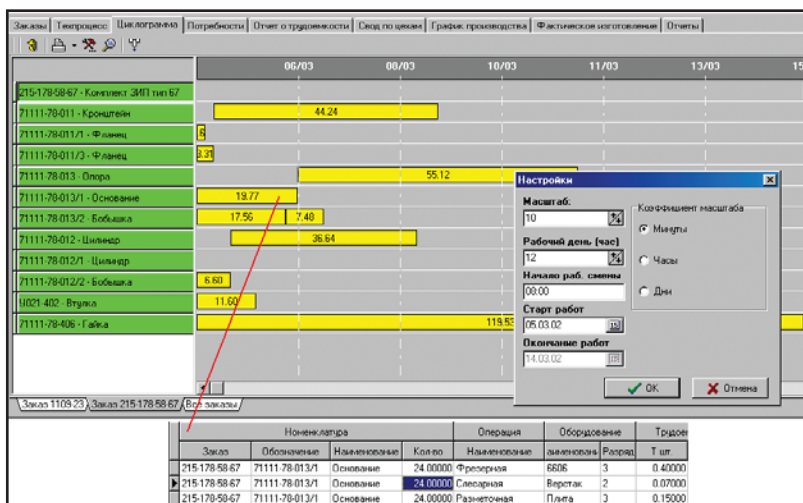 Заказы Техпроцесс Циклограмма Потребности Отчет о трудоемкости Свод по цехам График производства Фактическое изготовление Отчеты
06/03 08/03 10/03 11/03 13/03 15
215-178-58-67 - Комплект ЗИП тип 67
71111-78-011 - Кронштейн 44.24
71111-78-011/1 - Фланец 6
71111-78-011/3 - Фланец 3.31
71111-78-013 - Опора 55.12
71111-78-013/1 - Основание 19.77
71111-78-013/2 - Бобышка 17.56 7.48
71111-78-012 - Цилиндр 36.64
71111-78-012/1 - Цилиндр
71111-78-012/2 - Бобышка 6.60
Ч021-402 - Втулка 11.60
71111-78-406 - Гайка 119.53
Настройки
Масштаб:
10
Рабочий день (час)
12
Начало раб. смены
08:00
Старт работ
05.03.02
Окончание работ
14.03.02
Коэффициент масштаба
Минуты
Часы
Дни
OK Отмена
Заказ 1109-23 Заказ 215-178-58-67 Все заказы
Номенклатура Операция Оборудование Трудое
Заказ Обозначение Наименование Кол-во Наименование аименовани Разряд Т шт.
215-178-58-67 71111-78-013/1 Основание 24.00000 Фрезерная 6606 3 0.40000
215-178-58-67 71111-78-013/1 Основание 24.00000 Слесарная Верстак 2 0.07000
215-178-58-67 71111-78-013/1 Основание 24.00000 Разметочная Плита 3 0.15000